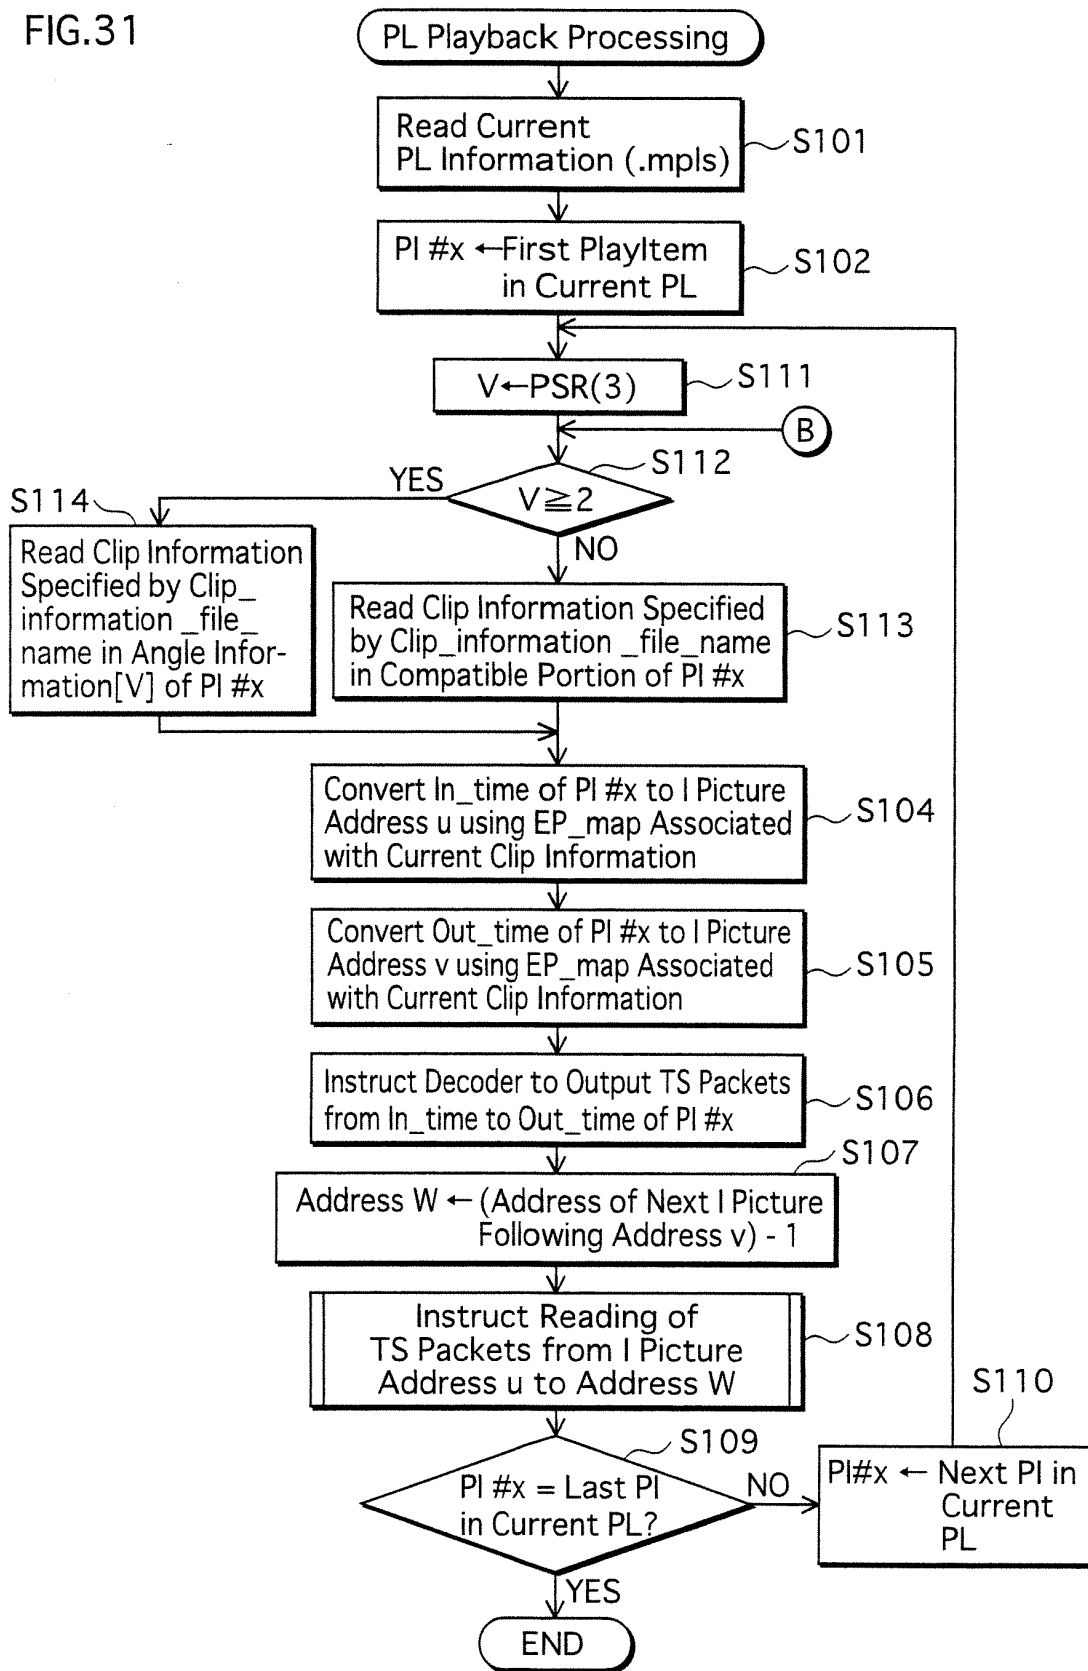 FIG.31
PL Playback Processing
Read Current
PL Information (.mpls)
S101
PI #x ←First PlayItem
in Current PL
S102
V←PSR(3)
S111
B
S112
YES
V≧2
NO
S114
Read Clip Information
Specified by Clip_
information _file_
name in Angle Infor-
mation[V] of PI #x
Read Clip Information Specified
by Clip_information _file_name
in Compatible Portion of PI #x
S113
Convert In_time of PI #x to I Picture
Address u using EP_map Associated
with Current Clip Information
S104
Convert Out_time of PI #x to I Picture
Address v using EP_map Associated
with Current Clip Information
S105
Instruct Decoder to Output TS Packets
from In_time to Out_time of PI #x
S106
S107
Address W ← (Address of Next I Picture
Following Address v) - 1
Instruct Reading of
TS Packets from I Picture
Address u to Address W
S108
S109
PI #x = Last PI
in Current PL?
NO
S110
PI#x ← Next PI in
Current
PL
YES
END